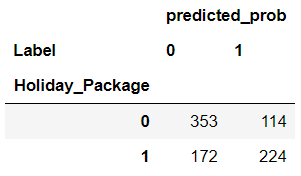 predicted_prob
Label 0 1
Holiday_Package
0 353 114
1 172 224